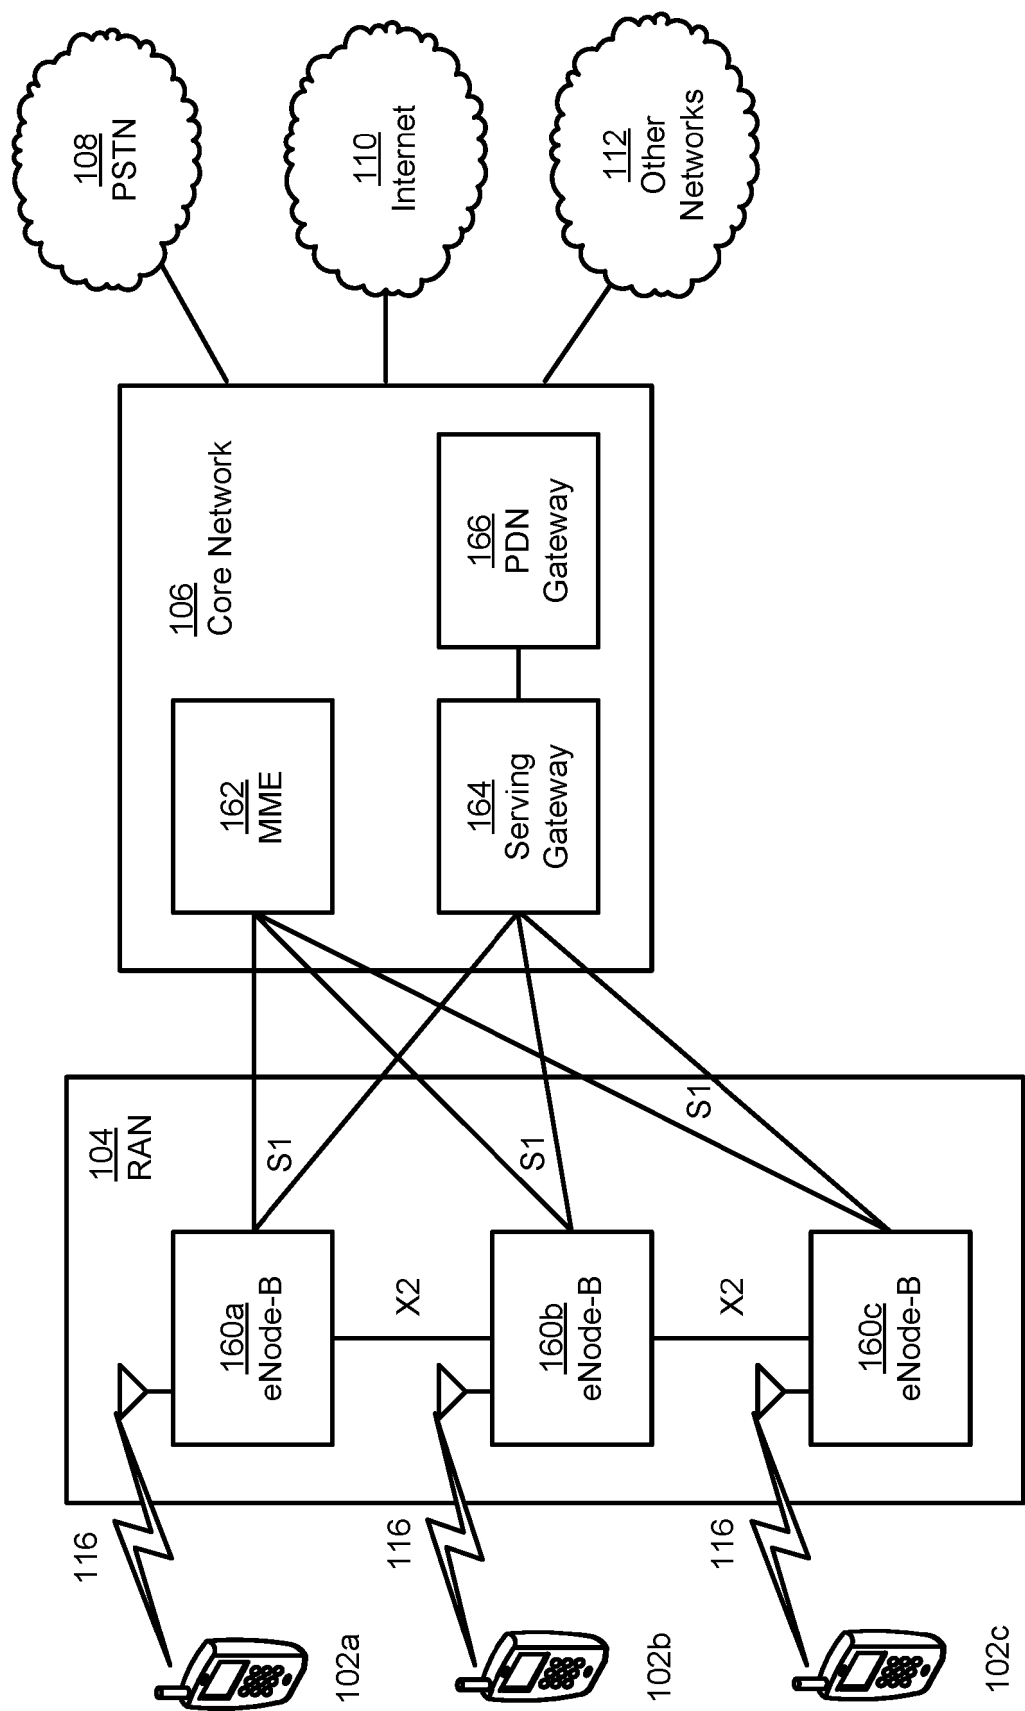 116
102a
116
102b
116
102c
104
RAN
160a
eNode-B
X2
160b
eNode-B
X2
160c
eNode-B
S1
S1
S1
106
Core Network
162
MME
164
Serving
Gateway
166
PDN
Gateway
108
PSTN
110
Internet
112
Other
Networks